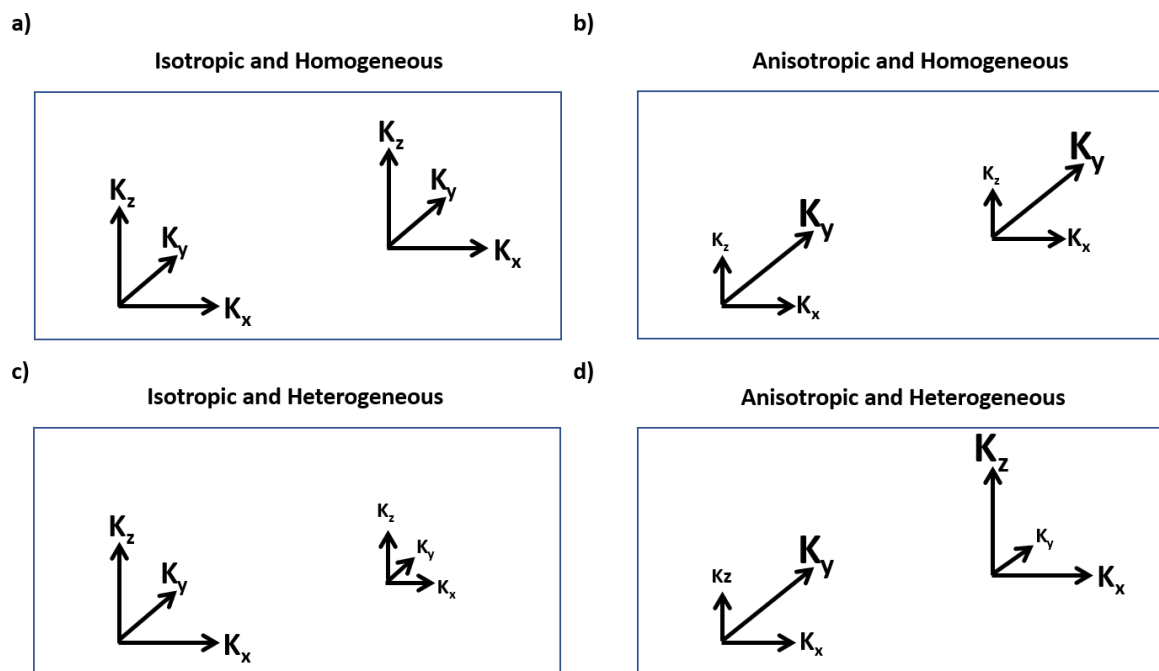 a)
Isotropic and Homogeneous
Kz
Ky
Kx
Kz
Ky
Kx
b)
Anisotropic and Homogeneous
Kz
Ky
Kx
Kz
Ky
Kx
c)
Isotropic and Heterogeneous
Kz
Ky
Kx
Kz
Ky
Kx
d)
Anisotropic and Heterogeneous
Kz
Ky
Kx
Kz
Ky
Kx